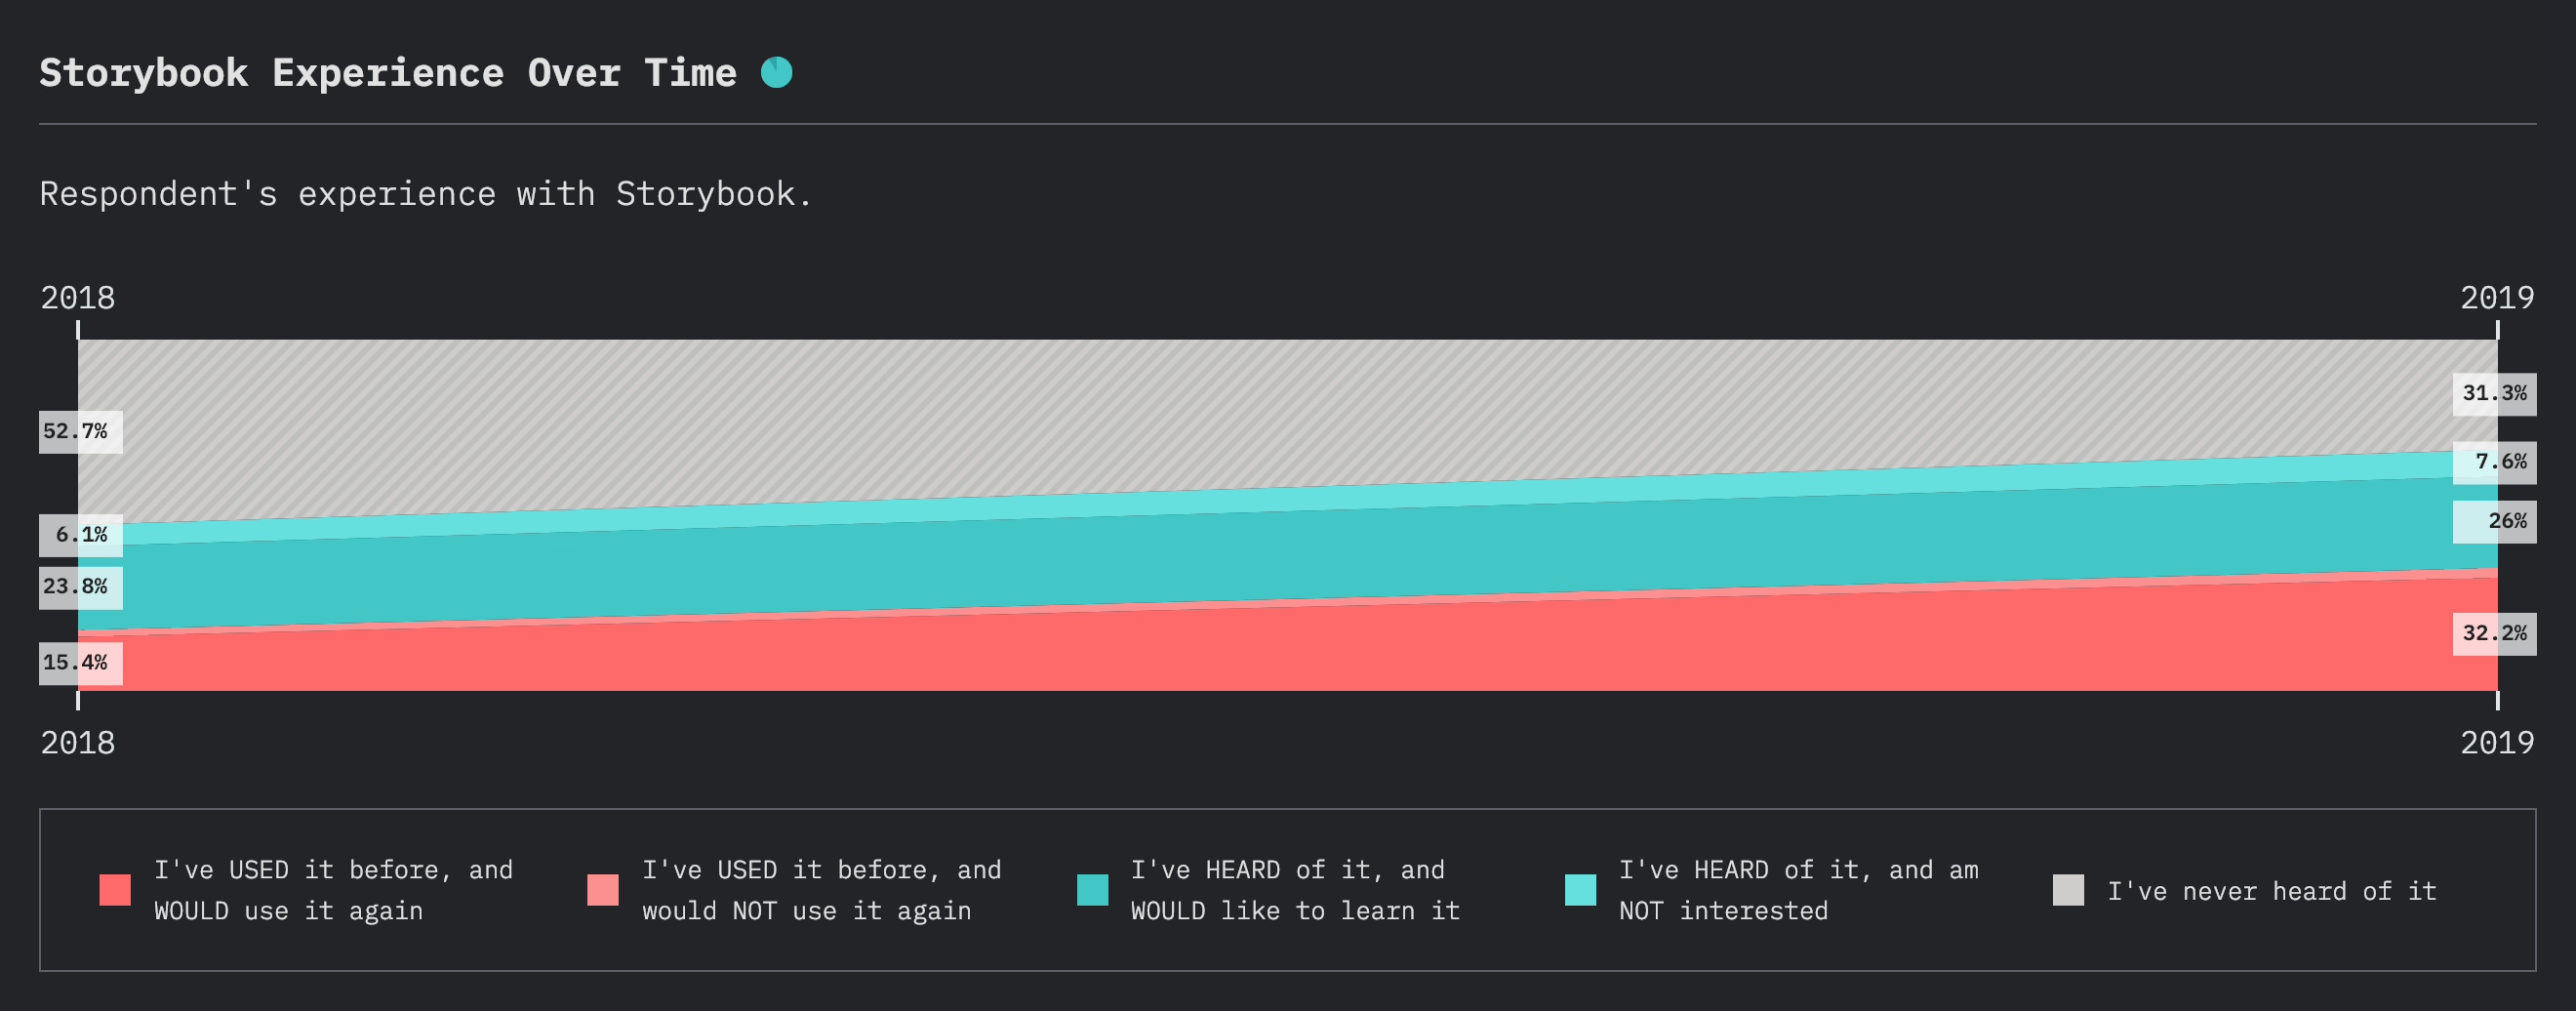 Storybook Experience Over Time
Respondent's experience with Storybook.
2018
2019
52.7%
6.1%
23.8%
15.4%
31.3%
7.6%
26%
32.2%
2018
2019
I've USED it before, and
WOULD use it again
I've USED it before, and
would NOT use it again
I've HEARD of it, and
WOULD like to learn it
I've HEARD of it, and am
NOT interested
I've never heard of it